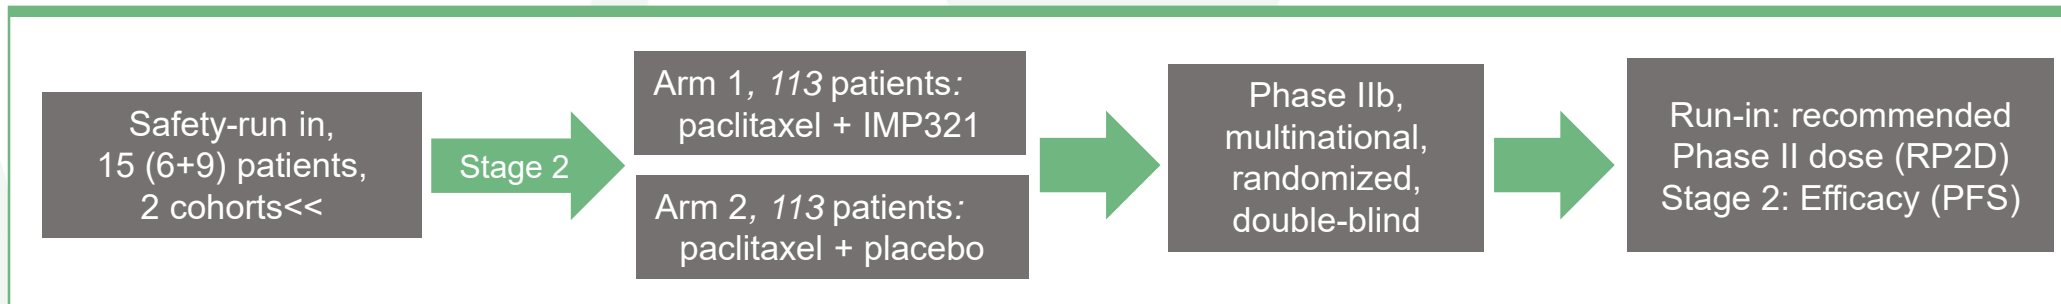 Safety-run in,
15 (6+9) patients,
2 cohorts<<
Stage 2
Arm 1, 113 patients:
paclitaxel + IMP321
Arm 2, 113 patients:
paclitaxel + placebo
Phase IIb,
multinational,
randomized,
double-blind
Run-in: recommended
Phase II dose (RP2D)
Stage 2: Efficacy (PFS)